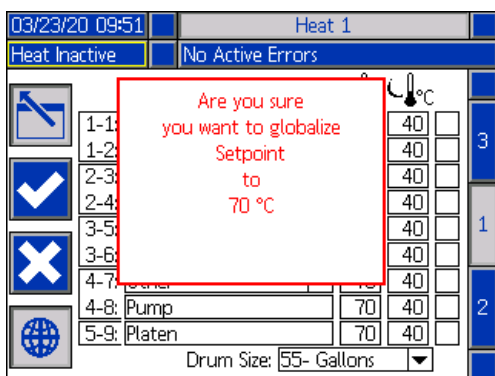 03/23/20 09:51 Heat 1
Heat Inactive No Active Errors
°C
Are you sure
you want to globalize
Setpoint
to
70 °C
1-1: 40
1-2: 40
3
2-3: 40
2-4: 40
3-5: 40
1
3-6: 40
4-7: 40
4-8: Pump 70 40
2
5-9: Platen 70 40
Drum Size: 55- Gallons